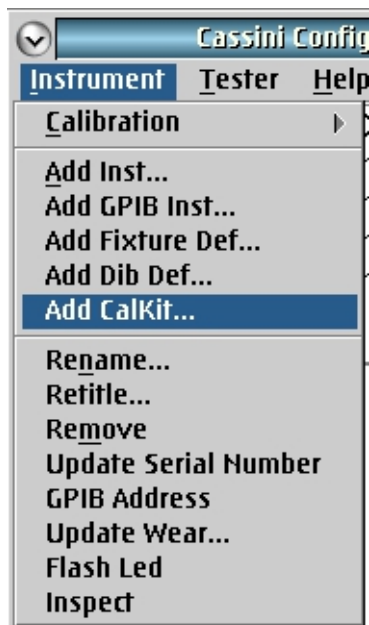 Cassini Config
Instrument Tester Help
Calibration
Add Inst...
Add GPIB Inst...
Add Fixture Def...
Add Dib Def...
Add CalKit...
Rename...
Retitle...
Remove
Update Serial Number
GPIB Address
Update Wear...
Flash Led
Inspect